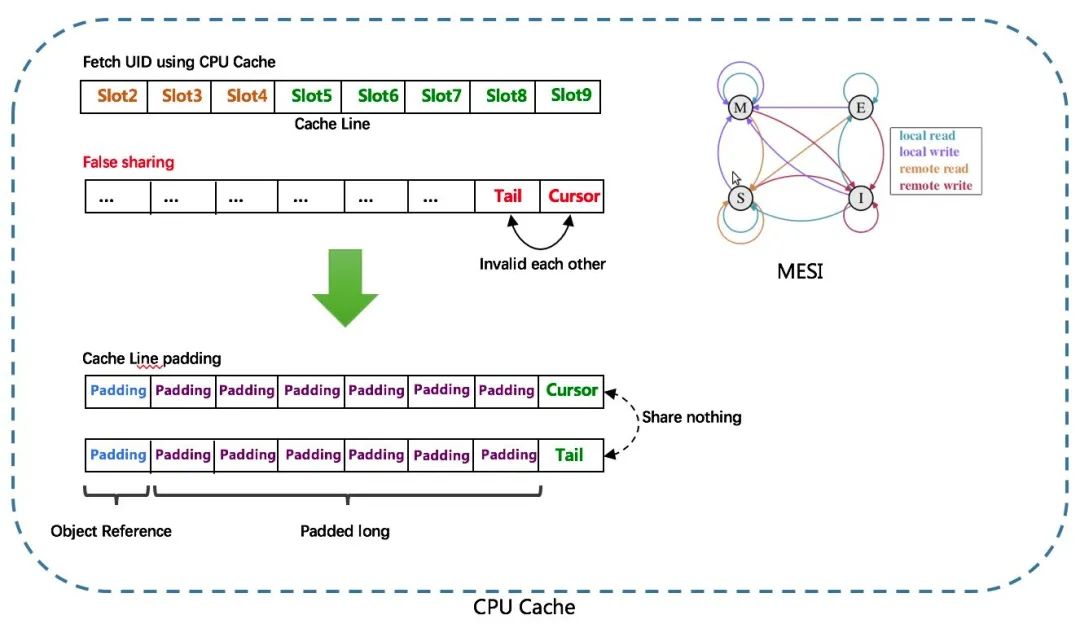 Fetch UID using CPU Cache
Slot2 Slot3 Slot4 Slot5 Slot6 Slot7 Slot8 Slot9
Cache Line
False sharing
... ... ... ... ... ... Tail Cursor
Invalid each other
M E
S I
local read
local write
remote read
remote write
MESI
Cache Line padding
Padding Padding Padding Padding Padding Padding Padding Cursor
Share nothing
Padding Padding Padding Padding Padding Padding Padding Tail
Object Reference Padded long
CPU Cache